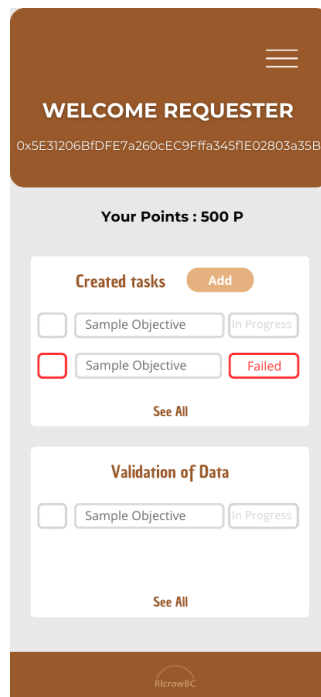 WELCOME REQUESTER
0x5E31206BfDFE7a260cEC9Fffa345f1E02803a35B
Your Points : 500 P
Created tasks Add
Sample Objective In Progress
Sample Objective Failed
See All
Validation of Data
Sample Objective In Progress
See All
RIcrowBC